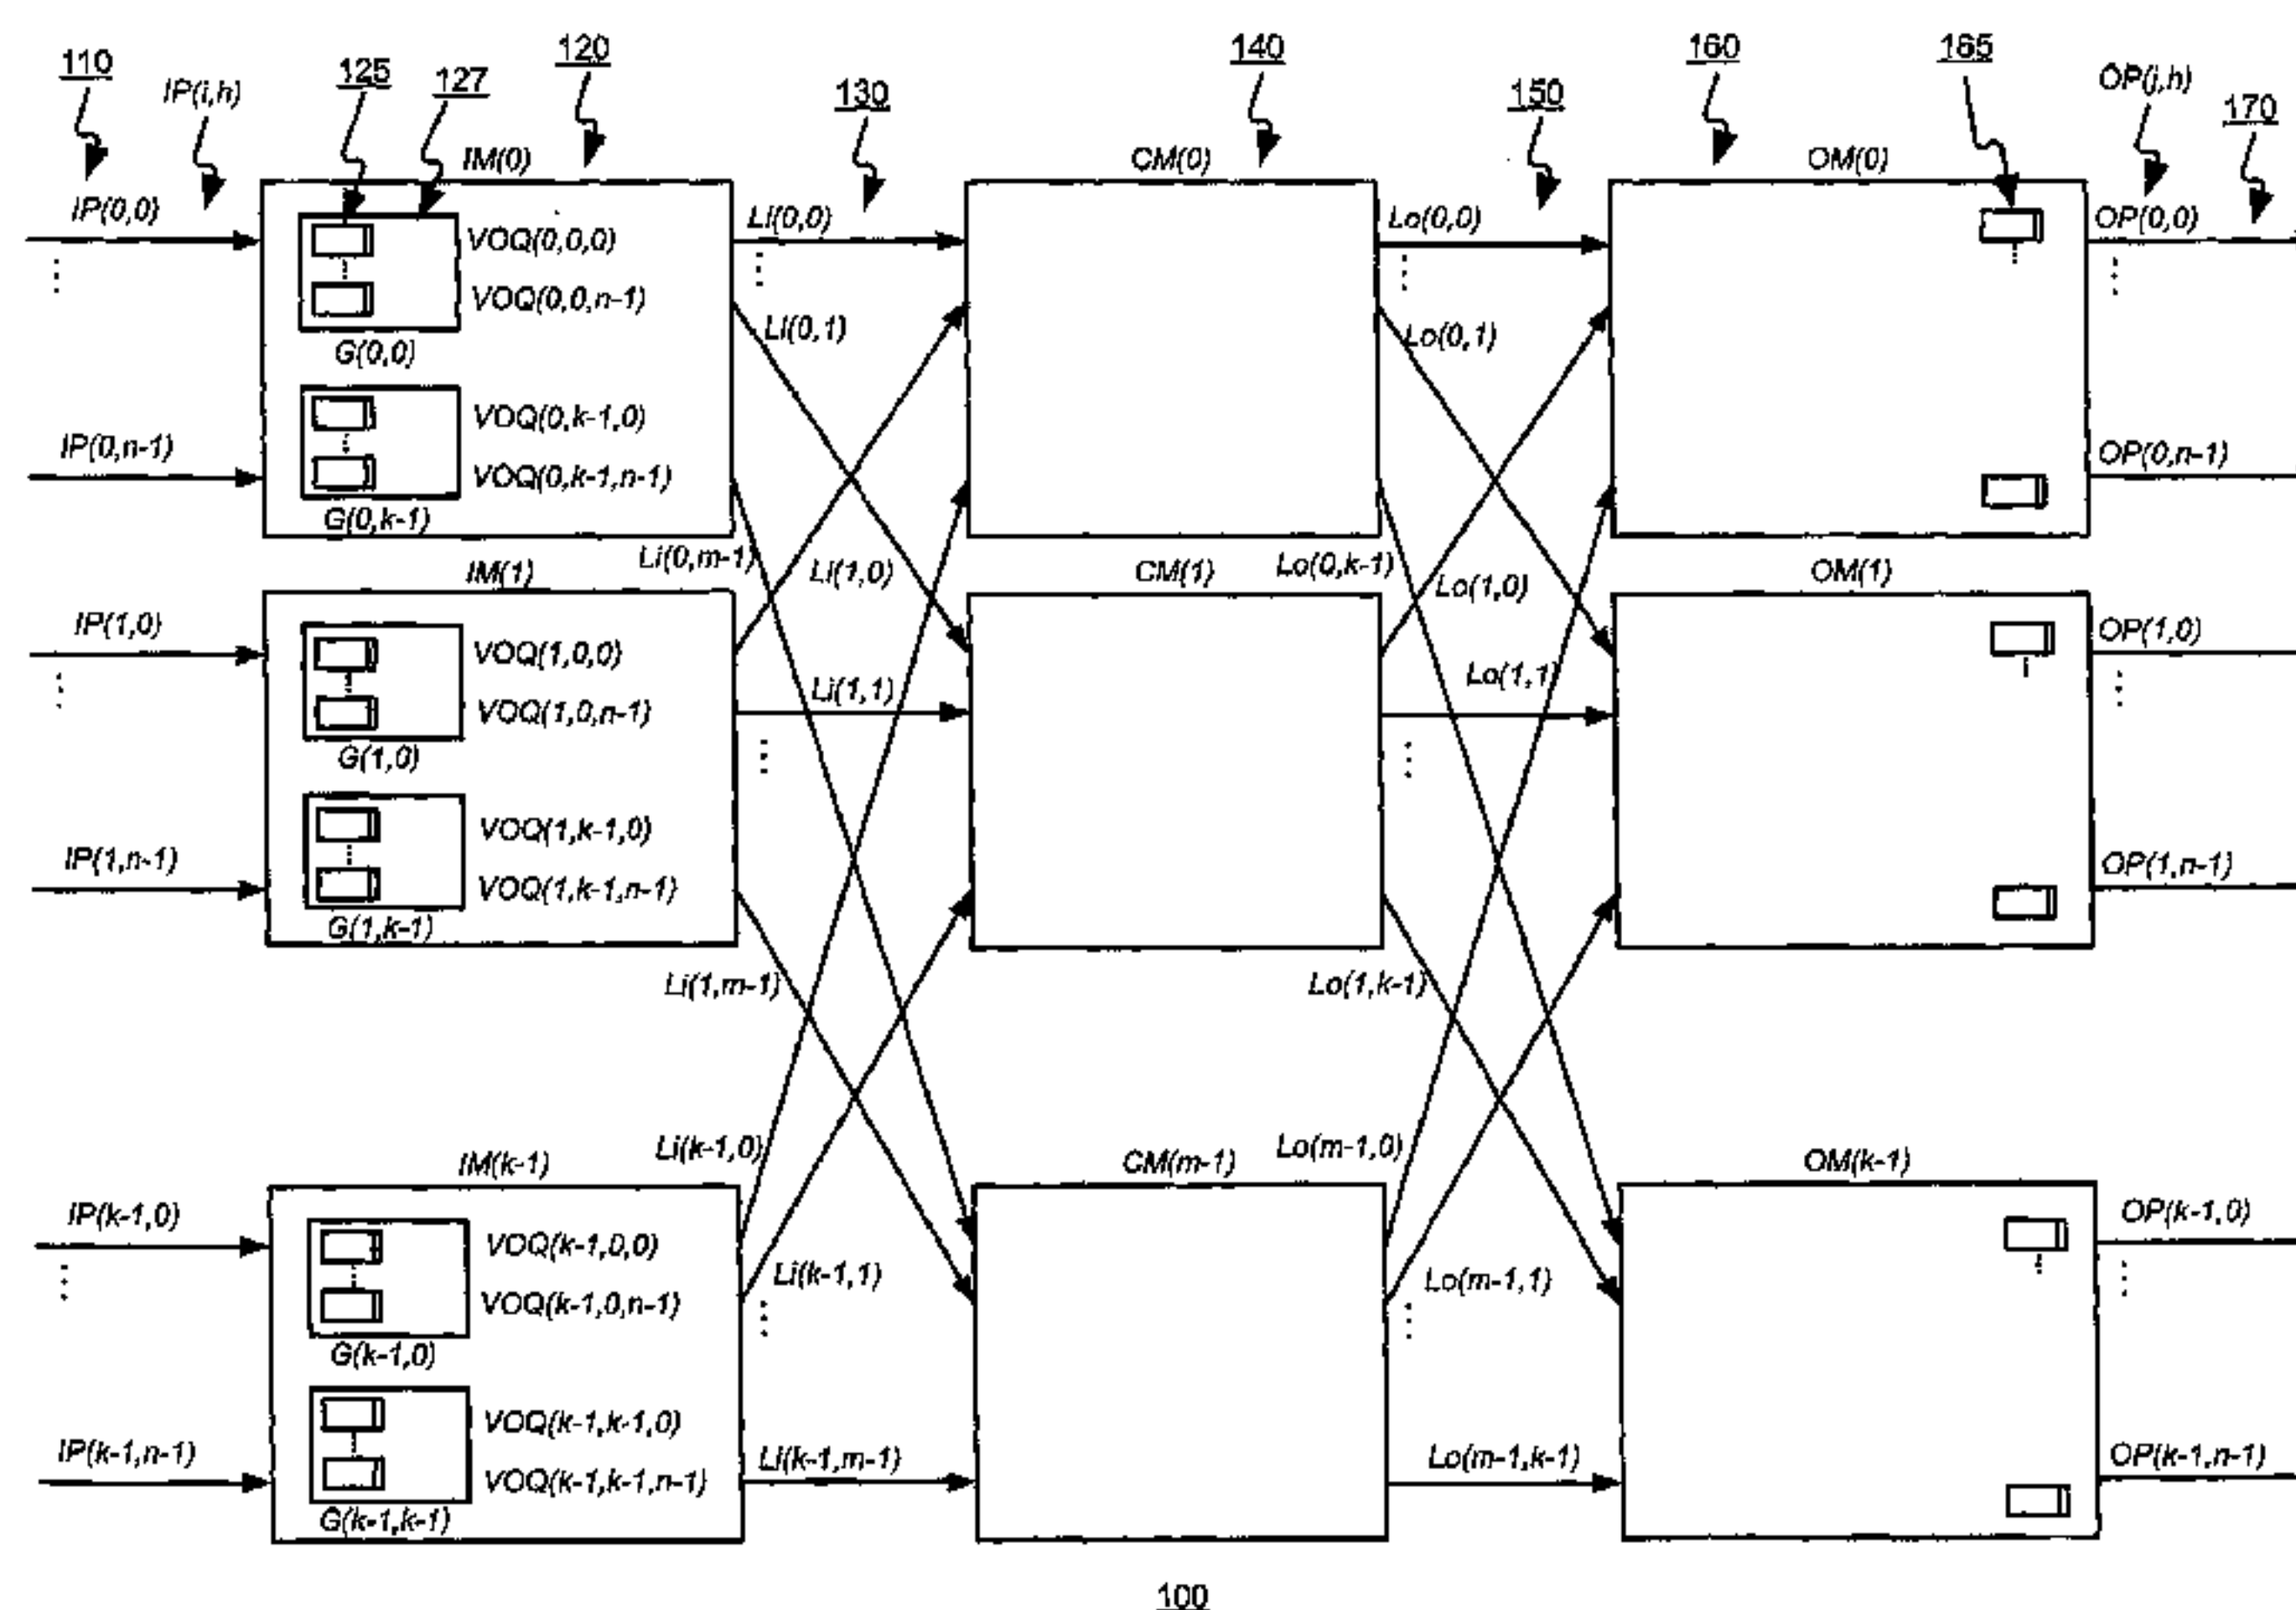 110
IP(i,h)
125
127
120
130
140
150
160
165
OP(j,h)
170
IM(0)
CM(0)
OM(0)
IP(0,0)
VOQ(0,0,0)
VOQ(0,0,n-1)
G(0,0)
VOQ(0,k-1,0)
VOQ(0,k-1,n-1)
G(0,k-1)
IP(0,n-1)
Li(0,0)
Li(0,1)
Li(0,m-1)
Lo(0,0)
Lo(0,1)
Lo(0,k-1)
OP(0,0)
OP(0,n-1)
IM(1)
CM(1)
OM(1)
IP(1,0)
VOQ(1,0,0)
VOQ(1,0,n-1)
G(1,0)
VOQ(1,k-1,0)
VOQ(1,k-1,n-1)
G(1,k-1)
IP(1,n-1)
Li(1,0)
Li(1,1)
Li(1,m-1)
Lo(1,0)
Lo(1,1)
Lo(1,k-1)
OP(1,0)
OP(1,n-1)
IM(k-1)
CM(m-1)
OM(k-1)
IP(k-1,0)
VOQ(k-1,0,0)
VOQ(k-1,0,n-1)
G(k-1,0)
VOQ(k-1,k-1,0)
VOQ(k-1,k-1,n-1)
G(k-1,k-1)
IP(k-1,n-1)
Li(k-1,0)
Li(k-1,1)
Li(k-1,m-1)
Lo(m-1,0)
Lo(m-1,1)
Lo(m-1,k-1)
OP(k-1,0)
OP(k-1,n-1)
100